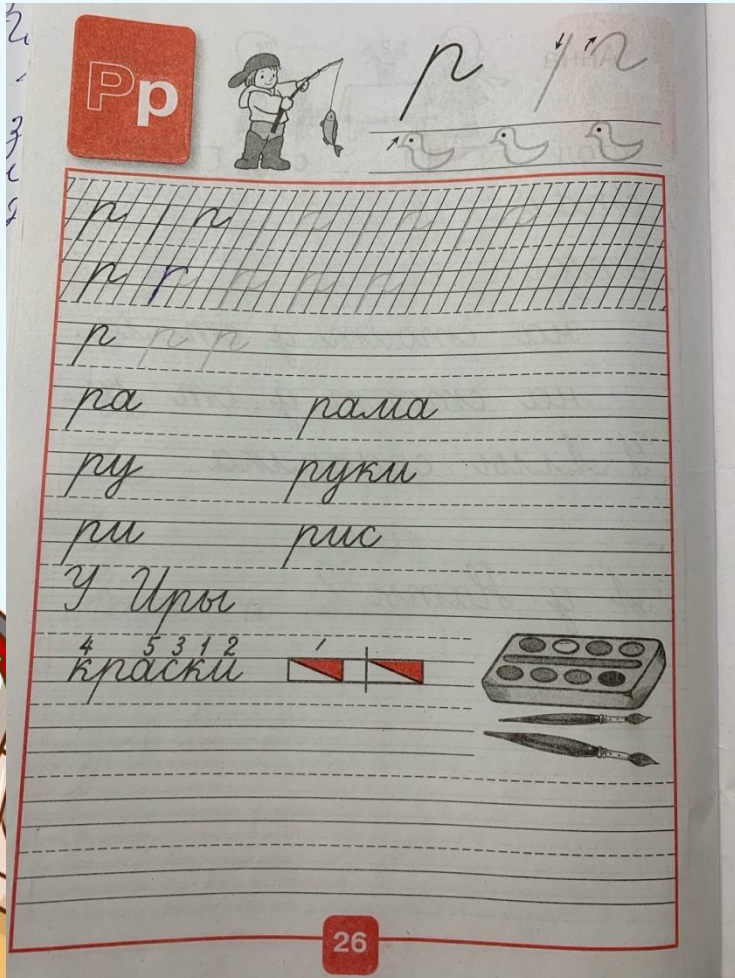 Рр р
р р
р р
р р р
ра рама
ру руки
ри рис
У Иры
4 5 3 1 2
краски
26